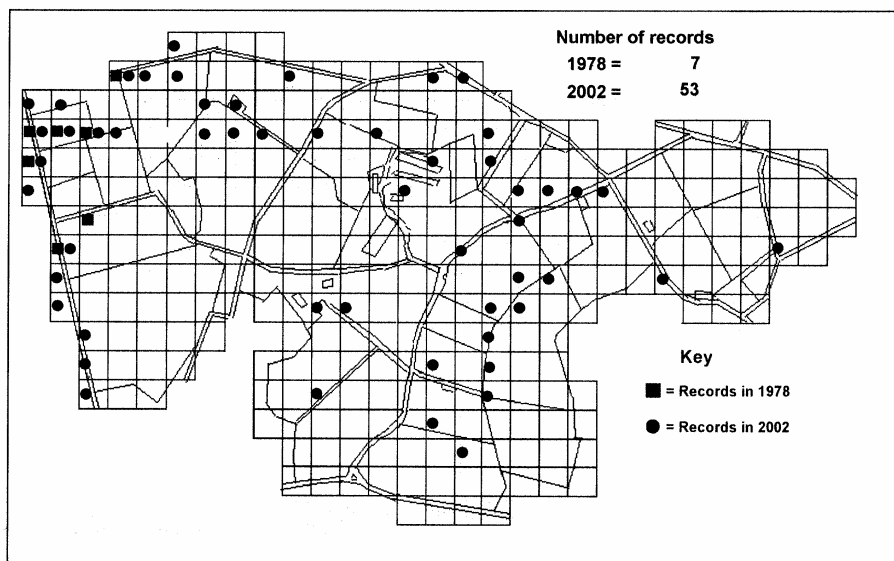 Number of records
1978 = 7
2002 = 53
Key
■ = Records in 1978
● = Records in 2002